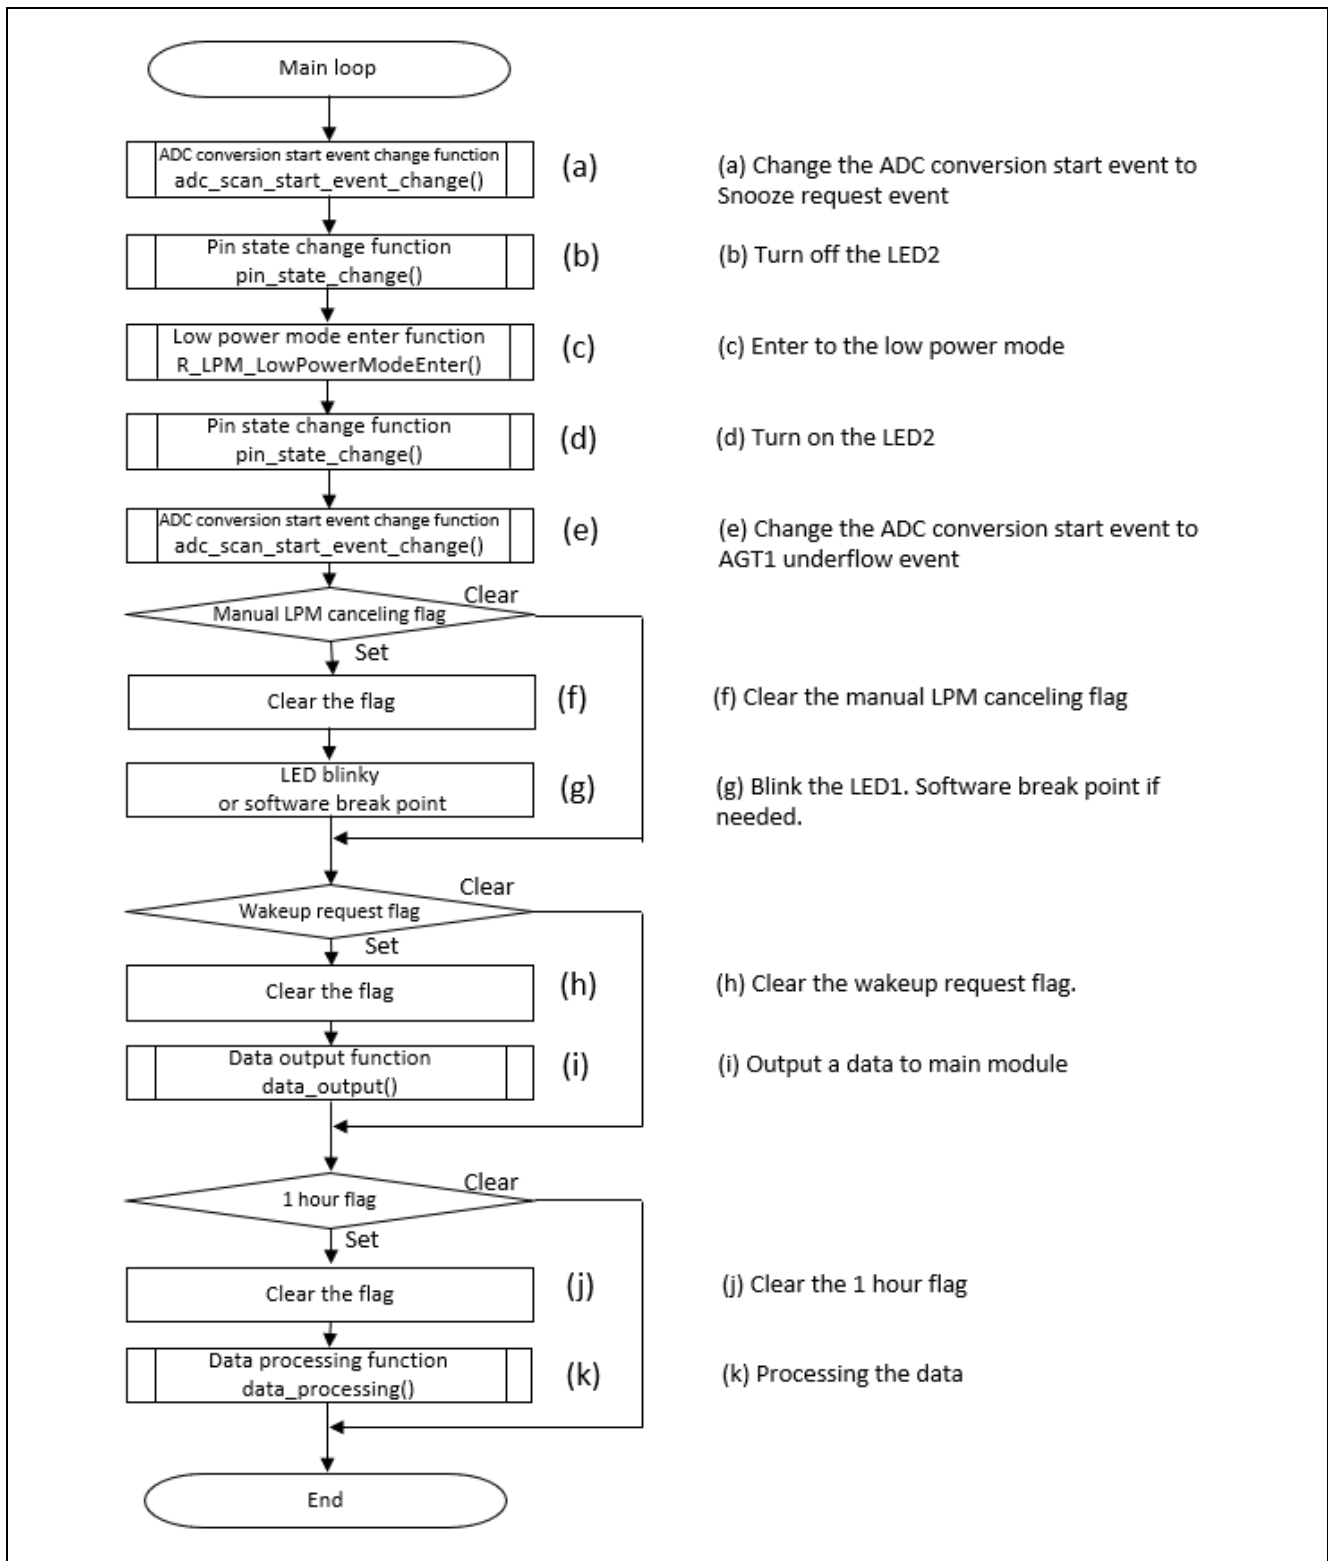 Main loop
ADC conversion start event change function
adc_scan_start_event_change()
(a)
(a) Change the ADC conversion start event to
Snooze request event
Pin state change function
pin_state_change()
(b)
(b) Turn off the LED2
Low power mode enter function
R_LPM_LowPowerModeEnter()
(c)
(c) Enter to the low power mode
Pin state change function
pin_state_change()
(d)
(d) Turn on the LED2
ADC conversion start event change function
adc_scan_start_event_change()
(e)
(e) Change the ADC conversion start event to
AGT1 underflow event
Clear
Manual LPM canceling flag
Set
Clear the flag
(f)
(f) Clear the manual LPM canceling flag
LED blinky
or software break point
(g)
(g) Blink the LED1. Software break point if
needed.
Clear
Wakeup request flag
Set
Clear the flag
(h)
(h) Clear the wakeup request flag.
Data output function
data_output()
(i)
(i) Output a data to main module
Clear
1 hour flag
Set
Clear the flag
(j)
(j) Clear the 1 hour flag
Data processing function
data_processing()
(k)
(k) Processing the data
End